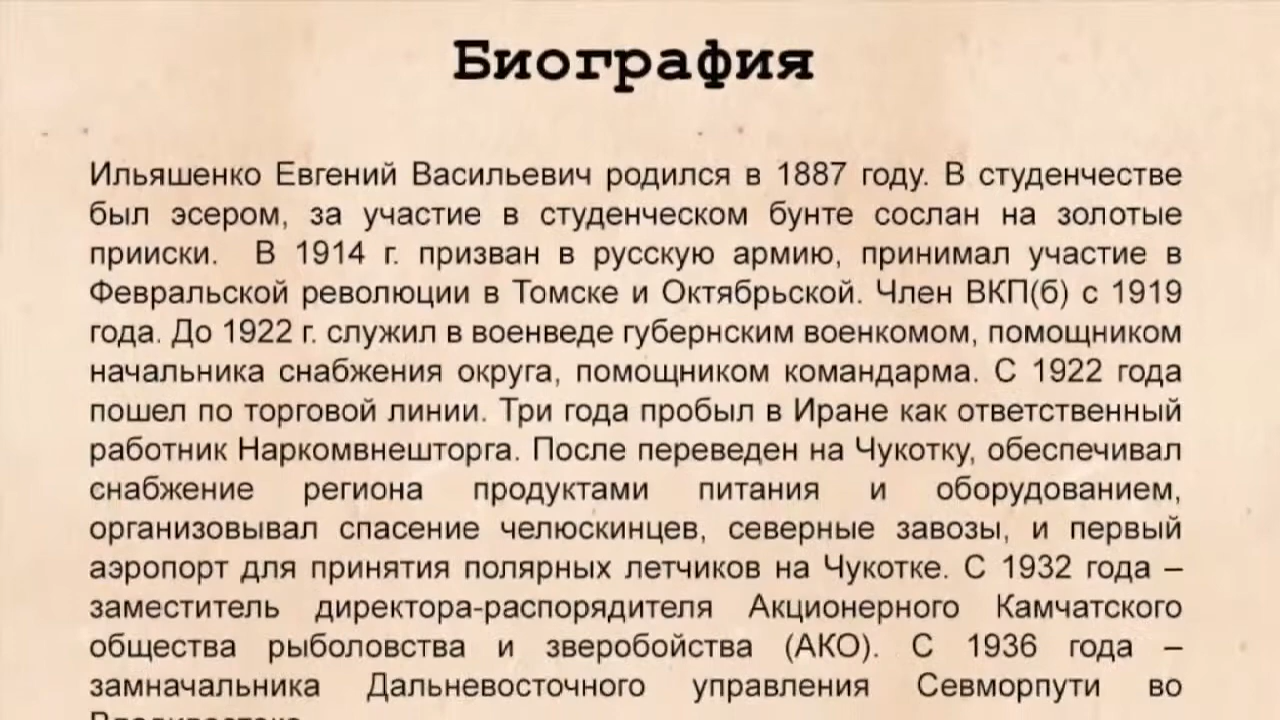 Биография
Ильяшенко Евгений Васильевич родился в 1887 году. В студенчестве
был эсером, за участие в студенческом бунте сослан на золотые
прииски. В 1914 г. призван в русскую армию, принимал участие в
Февральской революции в Томске и Октябрьской. Член ВКП(б) с 1919
года. До 1922 г. служил в военведе губернским военкомом, помощником
начальника снабжения округа, помощником командарма. С 1922 года
пошел по торговой линии. Три года пробыл в Иране как ответственный
работник Наркомвнешторга. После переведен на Чукотку, обеспечивал
снабжение региона продуктами питания и оборудованием,
организовывал спасение челюскинцев, северные завозы, и первый
аэропорт для принятия полярных летчиков на Чукотке. С 1932 года –
заместитель директора-распорядителя Акционерного Камчатского
общества рыболовства и зверобойства (АКО). С 1936 года –
замначальника Дальневосточного управления Севморпути во